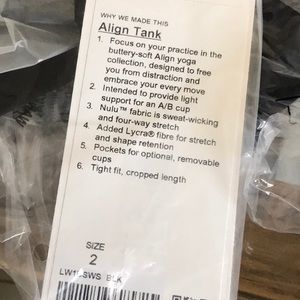 WHY WE MADE THIS
Align Tank
1. Focus on your practice in the
buttery-soft Align yoga
collection, designed to free
you from distraction and
embrace your every move
2. Intended to provide light
support for an A/B cup
3. Nulu™ fabric is sweat-wicking
and four-way stretch
4. Added Lycra® fibre for stretch
and shape retention
5. Pockets for optional, removable
cups
6. Tight fit, cropped length
SIZE
2
BLK